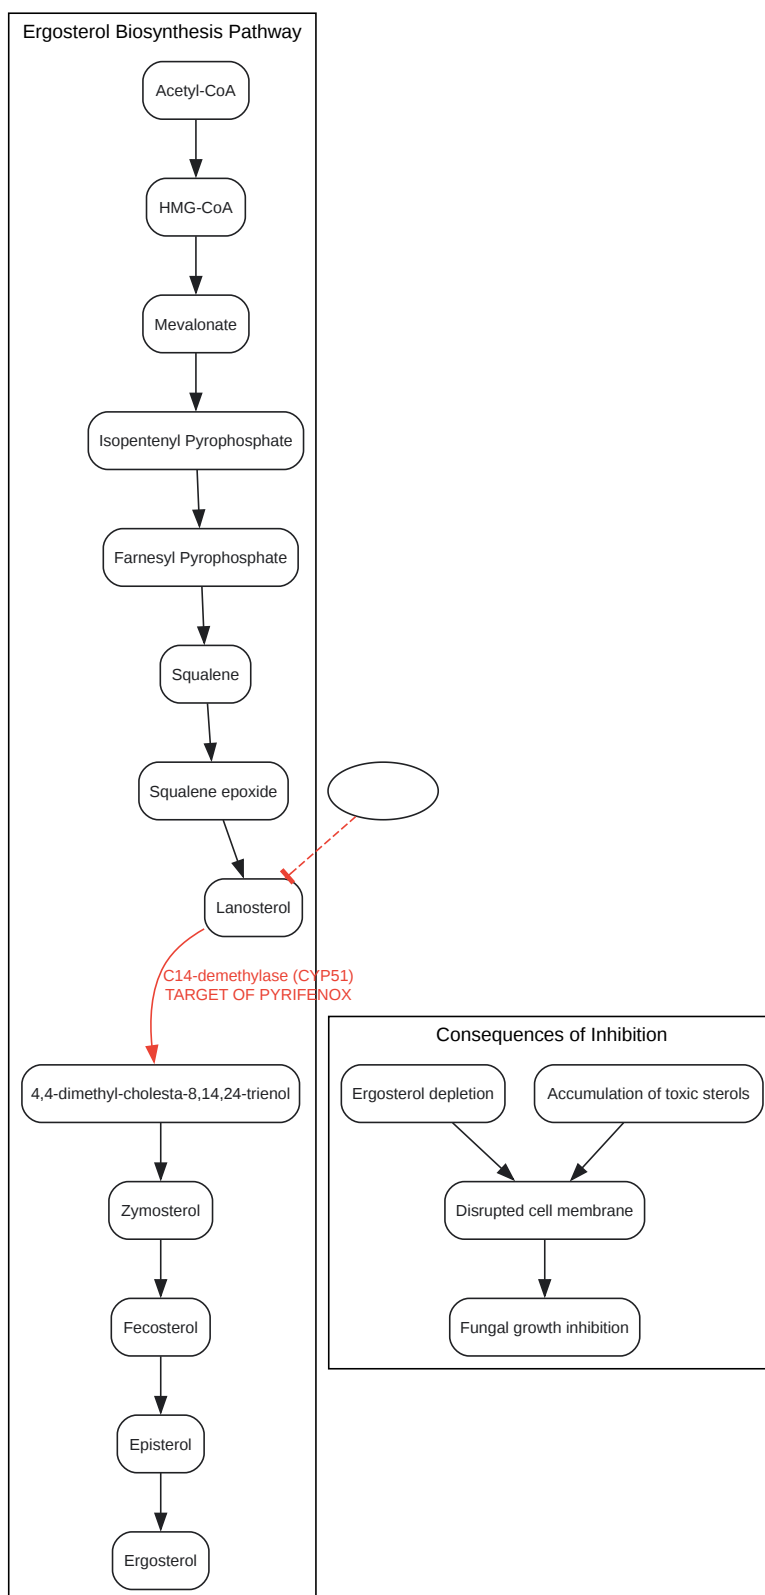 Ergosterol Biosynthesis Pathway
Acetyl-CoA
HMG-CoA
Mevalonate
Isopentenyl Pyrophosphate
Farnesyl Pyrophosphate
Squalene
Squalene epoxide
Lanosterol
C14-demethylase (CYP51)
TARGET OF PYRIFENOX
4,4-dimethyl-cholesta-8,14,24-trienol
Zymosterol
Fecosterol
Episterol
Ergosterol
Consequences of Inhibition
Ergosterol depletion
Accumulation of toxic sterols
Disrupted cell membrane
Fungal growth inhibition